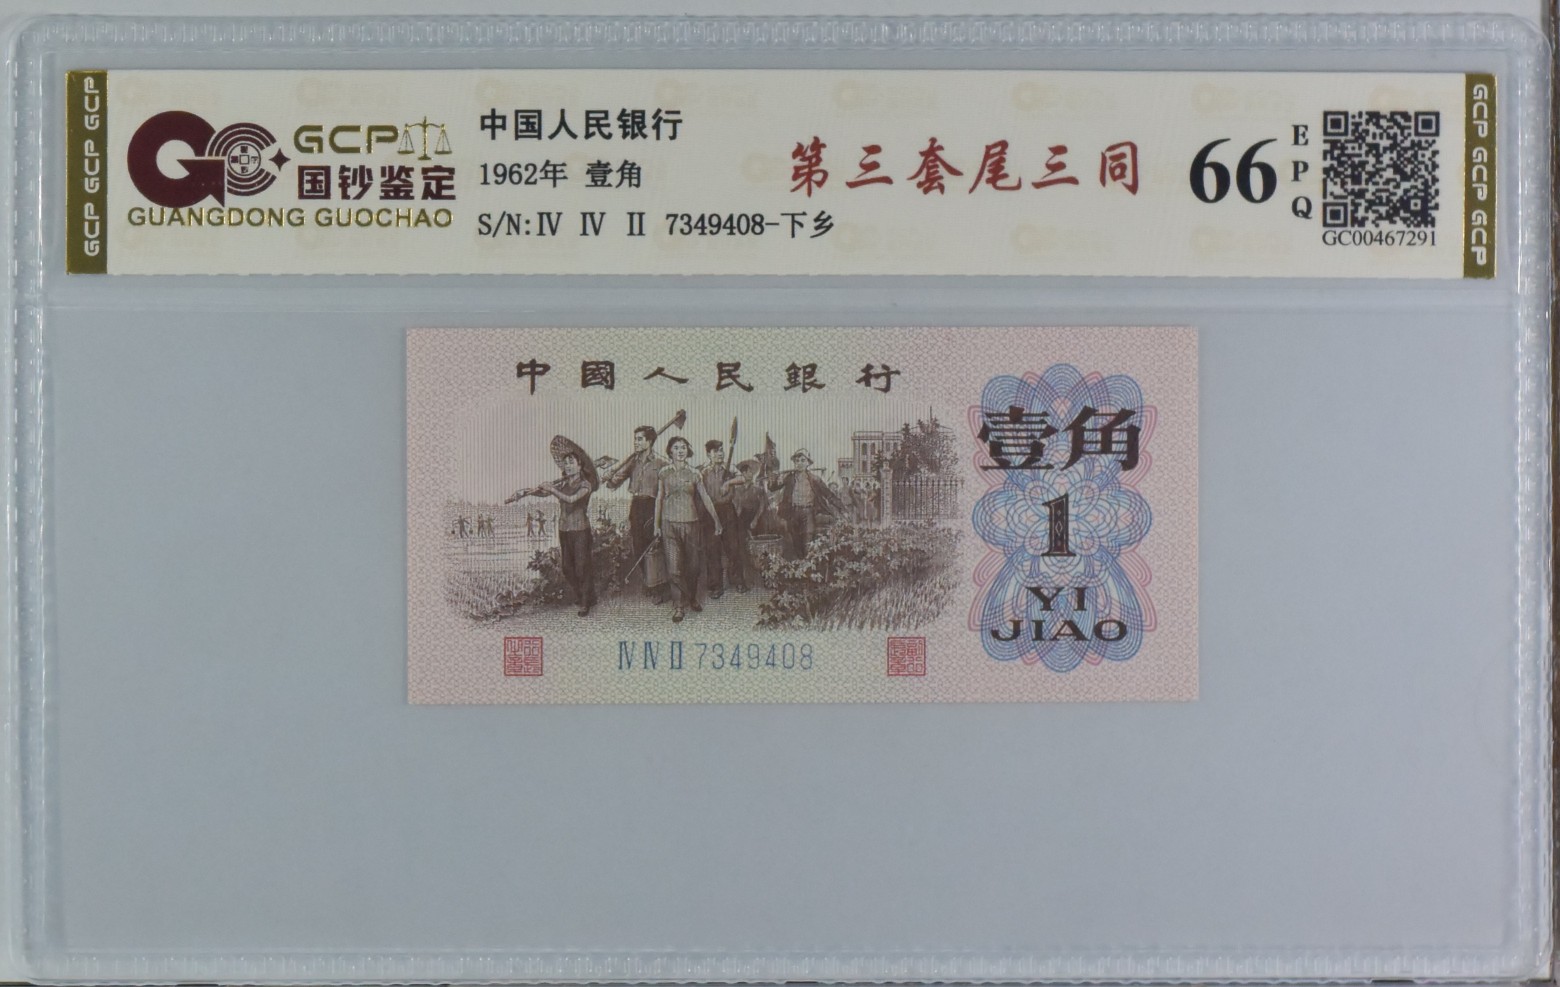 GCP GCP GCP
GCP
国钞鉴定
GUANGDONG GUOCHAO
中国人民银行
1962年 壹角
S/N:Ⅳ Ⅳ Ⅱ 7349408-下乡
第三套尾三同
66
EPQ
GC00467291
GCP GCP GCP
中國人民銀行
壹角
1
YI
JIAO
ⅣⅣⅡ 7349408